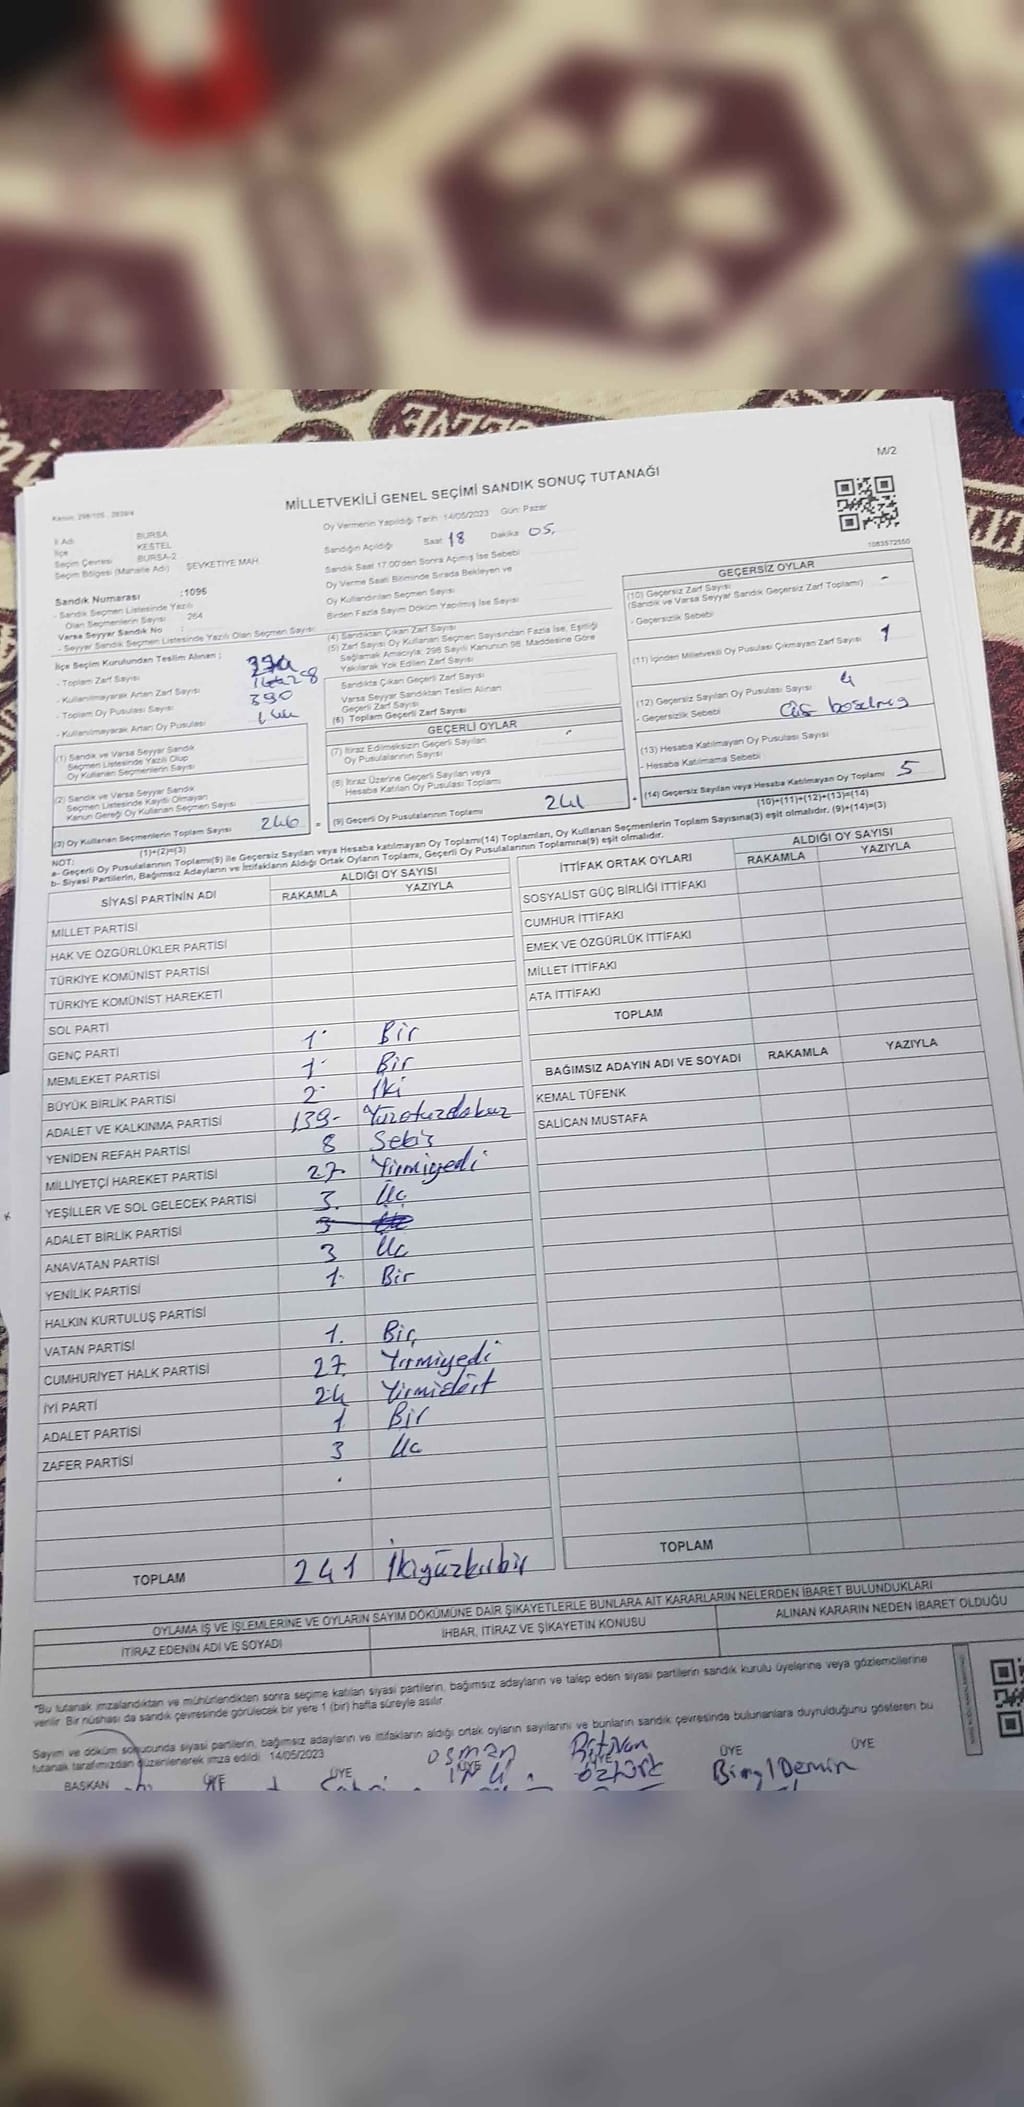 M/2
MİLLETVEKİLİ GENEL SEÇİMİ SANDIK SONUÇ TUTANAĞI
Oy Vermenin Yapıldığı Tarih :14/05/2023 Gün: Pazar
İl Adı BURSA
İlçe KESTEL
Seçim Çevresi BURSA-2
Seçim Bölgesi (Mahalle Adı) ŞEVKETİYE MAH.
Sandığın Açıldığı Saat 18 Dakika 05.
Sandık Saat 17:00'den Sonra Açılmış İse Sebebi
Oy Verme Saati Bitiminde Sırada Bekleyen ve
Oy Kullandırılan Seçmen Sayısı
Birden Fazla Sayım Döküm Yapılmış İse Sayısı
1083572550
Sandık Numarası :1096
- Sandık Seçmen Listesinde Yazılı
Olan Seçmenlerin Sayısı : 264
Varsa Seyyar Sandık No :
- Seyyar Sandık Seçmen Listesinde Yazılı Olan Seçmen Sayısı:
İlçe Seçim Kurulundan Teslim Alınan ;
- Toplam Zarf Sayısı
- Kullanılmayarak Artan Zarf Sayısı
- Toplam Oy Pusulası Sayısı 390
- Kullanılmayarak Artan Oy Pusulası 144
(1) Sandık ve Varsa Seyyar Sandık
Seçmen Listesinde Yazılı Olup
Oy Kullanan Seçmenlerin Sayısı
(2) Sandık ve Varsa Seyyar Sandık
Seçmen Listesinde Kaydı Olmayan
Kanun Gereği Oy Kullanan Seçmen Sayısı
(3) Oy Kullanan Seçmenlerin Toplam Sayısı 246 =
(1)+(2)=(3)
(4) Sandıktan Çıkan Zarf Sayısı
(5) Zarf Sayısı Oy Kullanan Seçmen Sayısından Fazla İse, Eşitliği
Sağlamak Amacıyla; 298 Sayılı Kanunun 98. Maddesine Göre
Yakılarak Yok Edilen Zarf Sayısı
Sandıkta Çıkan Geçerli Zarf Sayısı
Varsa Seyyar Sandıktan Teslim Alınan
Geçerli Zarf Sayısı
(6) Toplam Geçerli Zarf Sayısı
GEÇERLİ OYLAR
(7) İtiraz Edilmeksizin Geçerli Sayılan
Oy Pusulalarının Sayısı
(8) İtiraz Üzerine Geçerli Sayılan veya
Hesaba Katılan Oy Pusulası Toplamı
(9) Geçerli Oy Pusulalarının Toplamı 241 +
GEÇERSİZ OYLAR
(10) Geçersiz Zarf Sayısı
(Sandık ve Varsa Seyyar Sandık Geçersiz Zarf Toplamı) -
- Geçersizlik Sebebi
(11) İçinden Milletvekili Oy Pusulası Çıkmayan Zarf Sayısı 1
(12) Geçersiz Sayılan Oy Pusulası Sayısı 4
- Geçersizlik Sebebi
(13) Hesaba Katılmayan Oy Pusulası Sayısı
- Hesaba Katılmama Sebebi
(14) Geçersiz Sayılan veya Hesaba Katılmayan Oy Toplamı 5
(10)+(11)+(12)+(13)=(14)
NOT:
a- Geçerli Oy Pusulalarının Toplamı(9) ile Geçersiz Sayılan veya Hesaba katılmayan Oy Toplamı(14) Toplamları, Oy Kullanan Seçmenlerin Toplam Sayısına(3) eşit olmalıdır. (9)+(14)=(3)
b- Siyasi Partilerin, Bağımsız Adayların ve İttifakların Aldığı Ortak Oyların Toplamı, Geçerli Oy Pusulalarının Toplamına(9) eşit olmalıdır.
SİYASİ PARTİNİN ADI ALDIĞI OY SAYISI
RAKAMLA YAZIYLA
MİLLET PARTİSİ
HAK VE ÖZGÜRLÜKLER PARTİSİ
TÜRKİYE KOMÜNİST PARTİSİ
TÜRKİYE KOMÜNİST HAREKETİ
SOL PARTİ
GENÇ PARTİ 1 Bir
MEMLEKET PARTİSİ 1 Bir
BÜYÜK BİRLİK PARTİSİ 2 İki
ADALET VE KALKINMA PARTİSİ 139- Yüzotuzdokuz
YENİDEN REFAH PARTİSİ 8 Sekiz
MİLLİYETÇİ HAREKET PARTİSİ 27. Yirmiyedi
YEŞİLLER VE SOL GELECEK PARTİSİ 3. Üç
ADALET BİRLİK PARTİSİ 3
ANAVATAN PARTİSİ 3 Üç
YENİLİK PARTİSİ 1. Bir
HALKIN KURTULUŞ PARTİSİ
VATAN PARTİSİ 1. Bir
CUMHURİYET HALK PARTİSİ 27. Yirmiyedi
İYİ PARTİ 24 Yirmidört
ADALET PARTİSİ 1 Bir
ZAFER PARTİSİ 3 Üc
TOPLAM 241 İkiyüzkırbir
İTTİFAK ORTAK OYLARI ALDIĞI OY SAYISI
RAKAMLA YAZIYLA
SOSYALİST GÜÇ BİRLİĞİ İTTİFAKI
CUMHUR İTTİFAKI
EMEK VE ÖZGÜRLÜK İTTİFAKI
MİLLET İTTİFAKI
ATA İTTİFAKI
TOPLAM
BAĞIMSIZ ADAYIN ADI VE SOYADI RAKAMLA YAZIYLA
KEMAL TÜFENK
SALİCAN MUSTAFA
TOPLAM
OYLAMA İŞ VE İŞLEMLERİNE VE OYLARIN SAYIM DÖKÜMÜNE DAİR ŞİKAYETLERLE BUNLARA AİT KARARLARIN NELERDEN İBARET BULUNDUKLARI
İTİRAZ EDENİN ADI VE SOYADI İHBAR, İTİRAZ VE ŞİKAYETİN KONUSU ALINAN KARARIN NEDEN İBARET OLDUĞU
*Bu tutanak imzalandıktan ve mühürlendikten sonra seçime katılan siyasi partilerin, bağımsız adayların ve talep eden siyasi partilerin sandık kurulu üyelerine veya gözlemcilerine
verilir. Bir nüshası da sandık çevresinde görülecek bir yere 1 (bir) hafta süreyle asılır.
Sayım ve döküm sonucunda siyasi partilerin, bağımsız adayların ve ittifakların aldığı ortak oyların sayılarını ve bunların sandık çevresinde bulunanlara duyrulduğunu gösteren bu
tutanak tarafımızdan düzenlenerek imza edildi. 14/05/2023
BAŞKAN ÜYE ÜYE ÜYE ÜYE ÜYE ÜYE
osman
öztürk